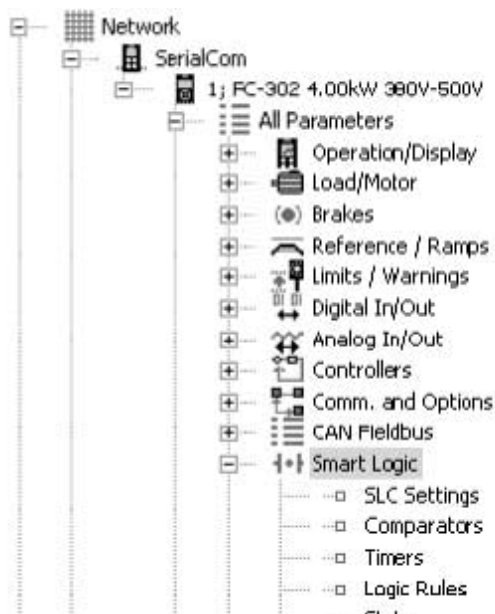 Network
SerialCom
1; FC-302 4.00kW 380V-500V
All Parameters
Operation/Display
Load/Motor
Brakes
Reference / Ramps
Limits / Warnings
Digital In/Out
Analog In/Out
Controllers
Comm. and Options
CAN Fieldbus
Smart Logic
SLC Settings
Comparators
Timers
Logic Rules